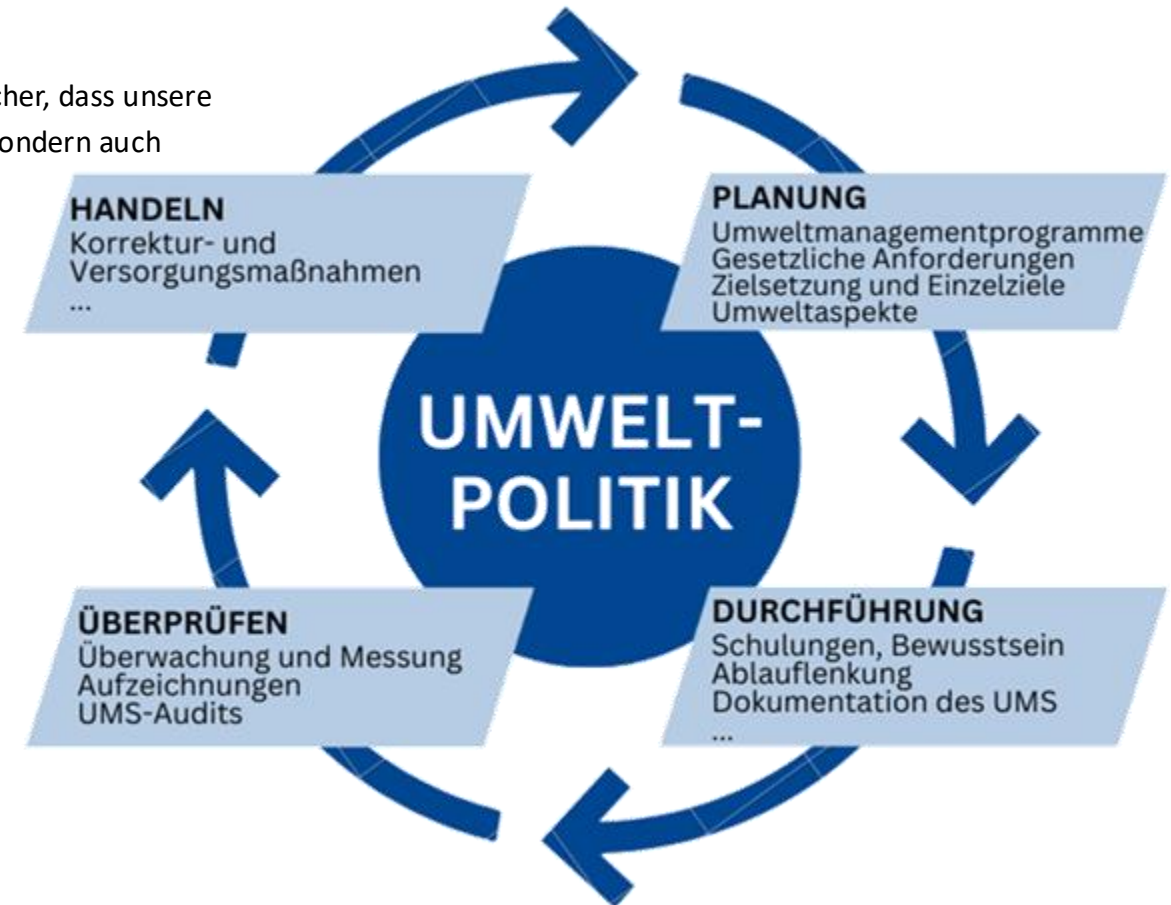 cher, dass unsere
ondern auch
HANDELN
Korrektur- und
Versorgungsmaßnahmen
...
PLANUNG
Umweltmanagementprogramme
Gesetzliche Anforderungen
Zielsetzung und Einzelziele
Umweltaspekte
UMWELT-
POLITIK
ÜBERPRÜFEN
Überwachung und Messung
Aufzeichnungen
UMS-Audits
DURCHFÜHRUNG
Schulungen, Bewusstsein
Ablauflenkung
Dokumentation des UMS
...